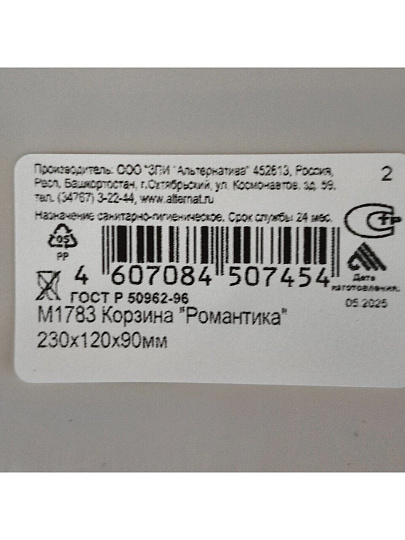 Производитель: ООО "ЗПИ "Альтернатива" 452613, Россия,
Респ. Башкортостан, г.Октябрьский, ул. Космонавтов, зд. 59.
тел. (34767) 3-22-44, www.alternat.ru
2
Назначение санитарно-гигиеническое. Срок службы 24 мес.
05
PP
4 607084 507454
Дата
изготовления:
05.2025
ГОСТ Р 50962-96
М1783 Корзина "Романтика"
230х120х90мм